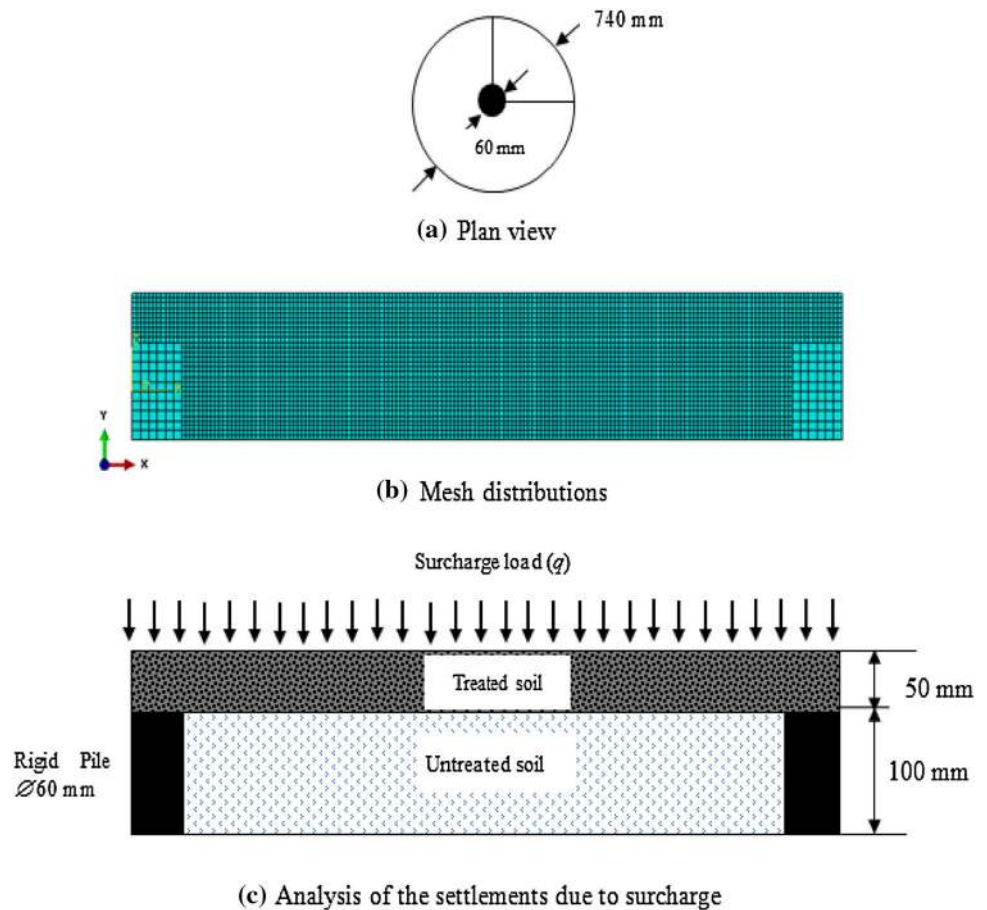 740 mm
60 mm
(a) Plan view
Y
X
(b) Mesh distributions
Surcharge load (q)
Treated soil
50 mm
Untreated soil
Rigid Pile
∅60 mm
100 mm
(c) Analysis of the settlements due to surcharge